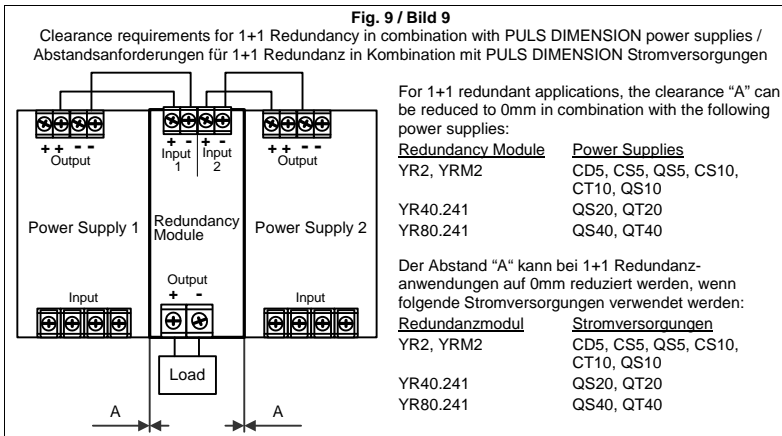 Fig. 9 / Bild 9
Clearance requirements for 1+1 Redundancy in combination with PULS DIMENSION power supplies /
Abstandsanforderungen für 1+1 Redundanz in Kombination mit PULS DIMENSION Stromversorgungen
+ + - -
Output
+ - + -
Input 1
Input 2
+ + - -
Output
Power Supply 1
Redundancy
Module
Power Supply 2
Input
Output
+ -
Input
Load
A
A
For 1+1 redundant applications, the clearance “A” can
be reduced to 0mm in combination with the following
power supplies:
Redundancy Module Power Supplies
YR2, YRM2 CD5, CS5, QS5, CS10,
CT10, QS10
YR40.241 QS20, QT20
YR80.241 QS40, QT40
Der Abstand “A“ kann bei 1+1 Redundanz-
anwendungen auf 0mm reduziert werden, wenn
folgende Stromversorgungen verwendet werden:
Redundanzmodul Stromversorgungen
YR2, YRM2 CD5, CS5, QS5, CS10,
CT10, QS10
YR40.241 QS20, QT20
YR80.241 QS40, QT40